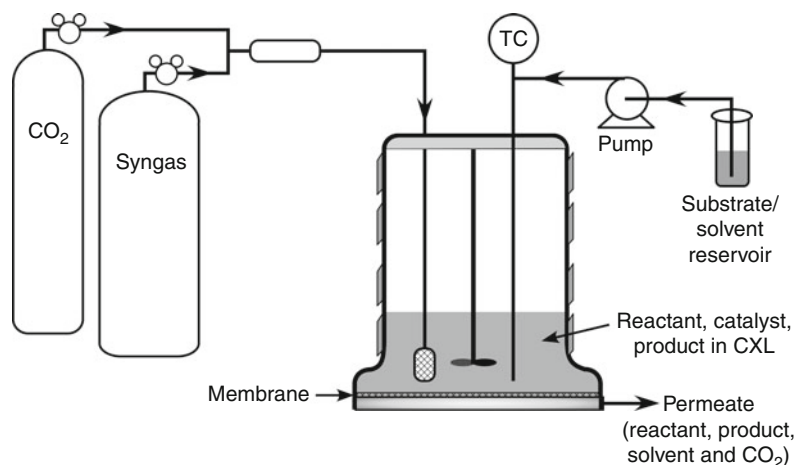 CO₂
Syngas
TC
Pump
Substrate/
solvent
reservoir
Reactant, catalyst,
product in CXL
Membrane
Permeate
(reactant, product,
solvent and CO₂)